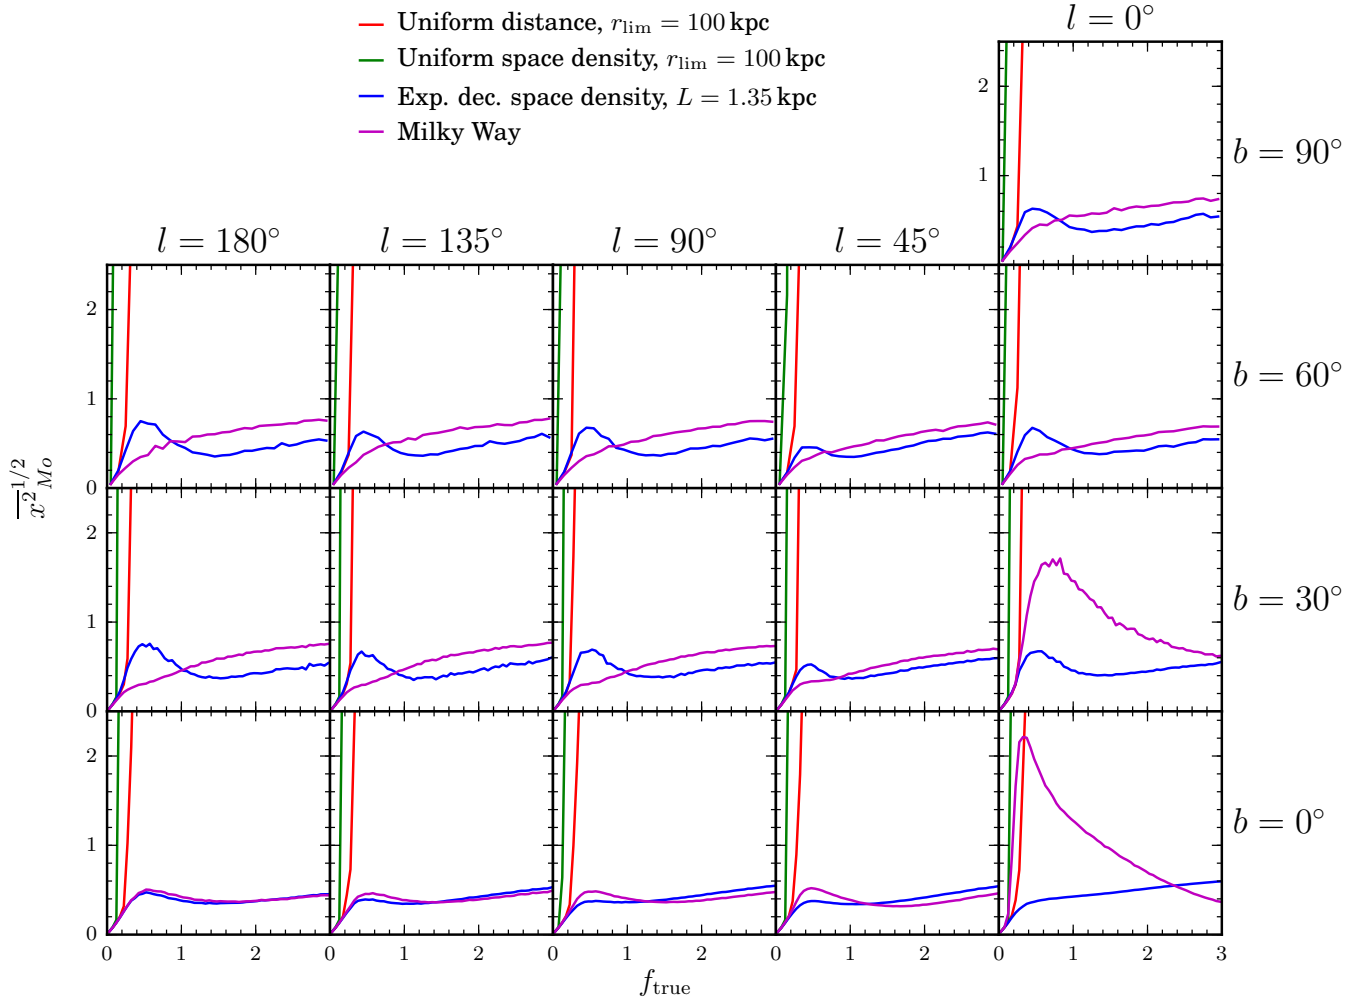 Uniform distance, r_lim = 100 kpc
Uniform space density, r_lim = 100 kpc
Exp. dec. space density, L = 1.35 kpc
Milky Way
l = 0°
2
1
b = 90°
l = 180°
l = 135°
l = 90°
l = 45°
2
1
0
b = 60°
2
1
0
b = 30°
2
1
0
b = 0°
0 1 2 0 1 2 0 1 2 0 1 2 0 1 2 3
f_true
\overline{x^2}^{1/2}_{Mo}